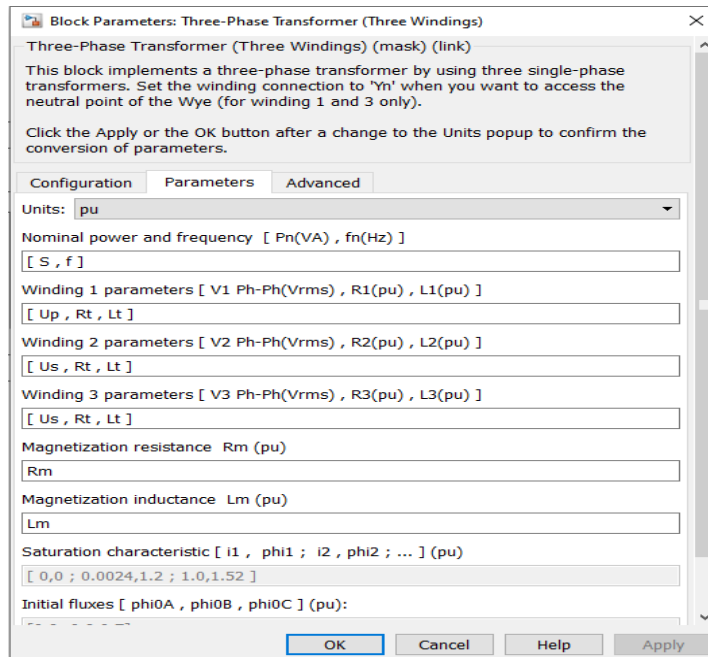 Block Parameters: Three-Phase Transformer (Three Windings)
Three-Phase Transformer (Three Windings) (mask) (link)
This block implements a three-phase transformer by using three single-phase
transformers. Set the winding connection to 'Yn' when you want to access the
neutral point of the Wye (for winding 1 and 3 only).
Click the Apply or the OK button after a change to the Units popup to confirm the
conversion of parameters.
Configuration Parameters Advanced
Units: pu
Nominal power and frequency [ Pn(VA) , fn(Hz) ]
[ S , f ]
Winding 1 parameters [ V1 Ph-Ph(Vrms) , R1(pu) , L1(pu) ]
[ Up , Rt , Lt ]
Winding 2 parameters [ V2 Ph-Ph(Vrms) , R2(pu) , L2(pu) ]
[ Us , Rt , Lt ]
Winding 3 parameters [ V3 Ph-Ph(Vrms) , R3(pu) , L3(pu) ]
[ Us , Rt , Lt ]
Magnetization resistance Rm (pu)
Rm
Magnetization inductance Lm (pu)
Lm
Saturation characteristic [ i1 , phi1 ; i2 , phi2 ; ... ] (pu)
[ 0,0 ; 0.0024,1.2 ; 1.0,1.52 ]
Initial fluxes [ phi0A , phi0B , phi0C ] (pu):
OK Cancel Help Apply